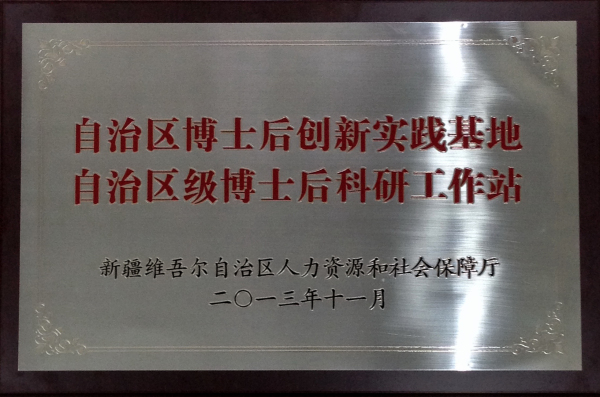 自治区博士后创新实践基地
自治区级博士后科研工作站
新疆维吾尔自治区人力资源和社会保障厅
二〇一三年十一月